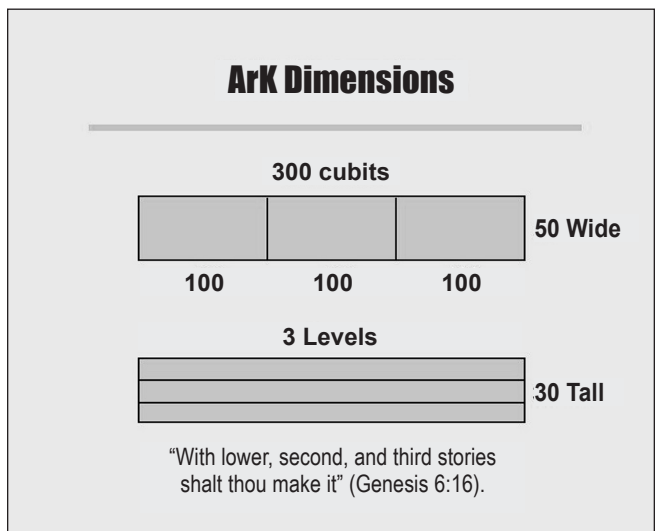 ArK Dimensions
300 cubits
50 Wide
100 100 100
3 Levels
30 Tall
“With lower, second, and third stories
shalt thou make it” (Genesis 6:16).